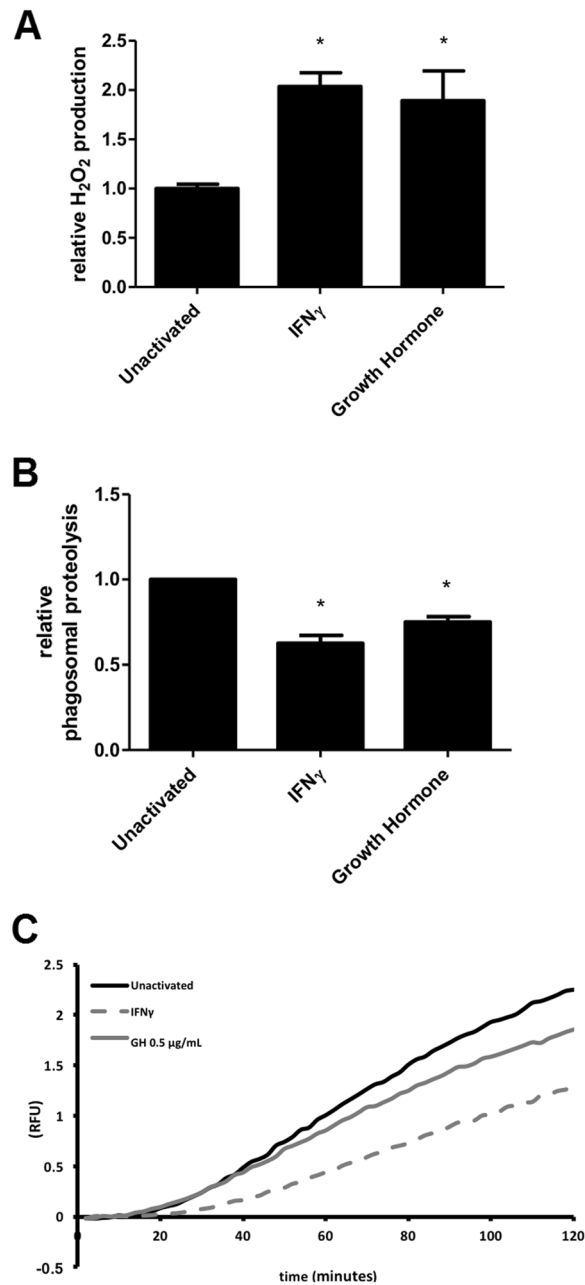 A
relative H₂O₂ production
2.5
2.0
1.5
1.0
0.5
0.0
*
*
Unactivated
IFNγ
Growth Hormone
B
relative
phagosomal proteolysis
1.5
1.0
0.5
0.0
*
*
Unactivated
IFNγ
Growth Hormone
C
(RFU)
2.5
2
1.5
1
0.5
0
-0.5
Unactivated
IFNγ
GH 0.5 µg/mL
0 20 40 60 80 100 120
time (minutes)